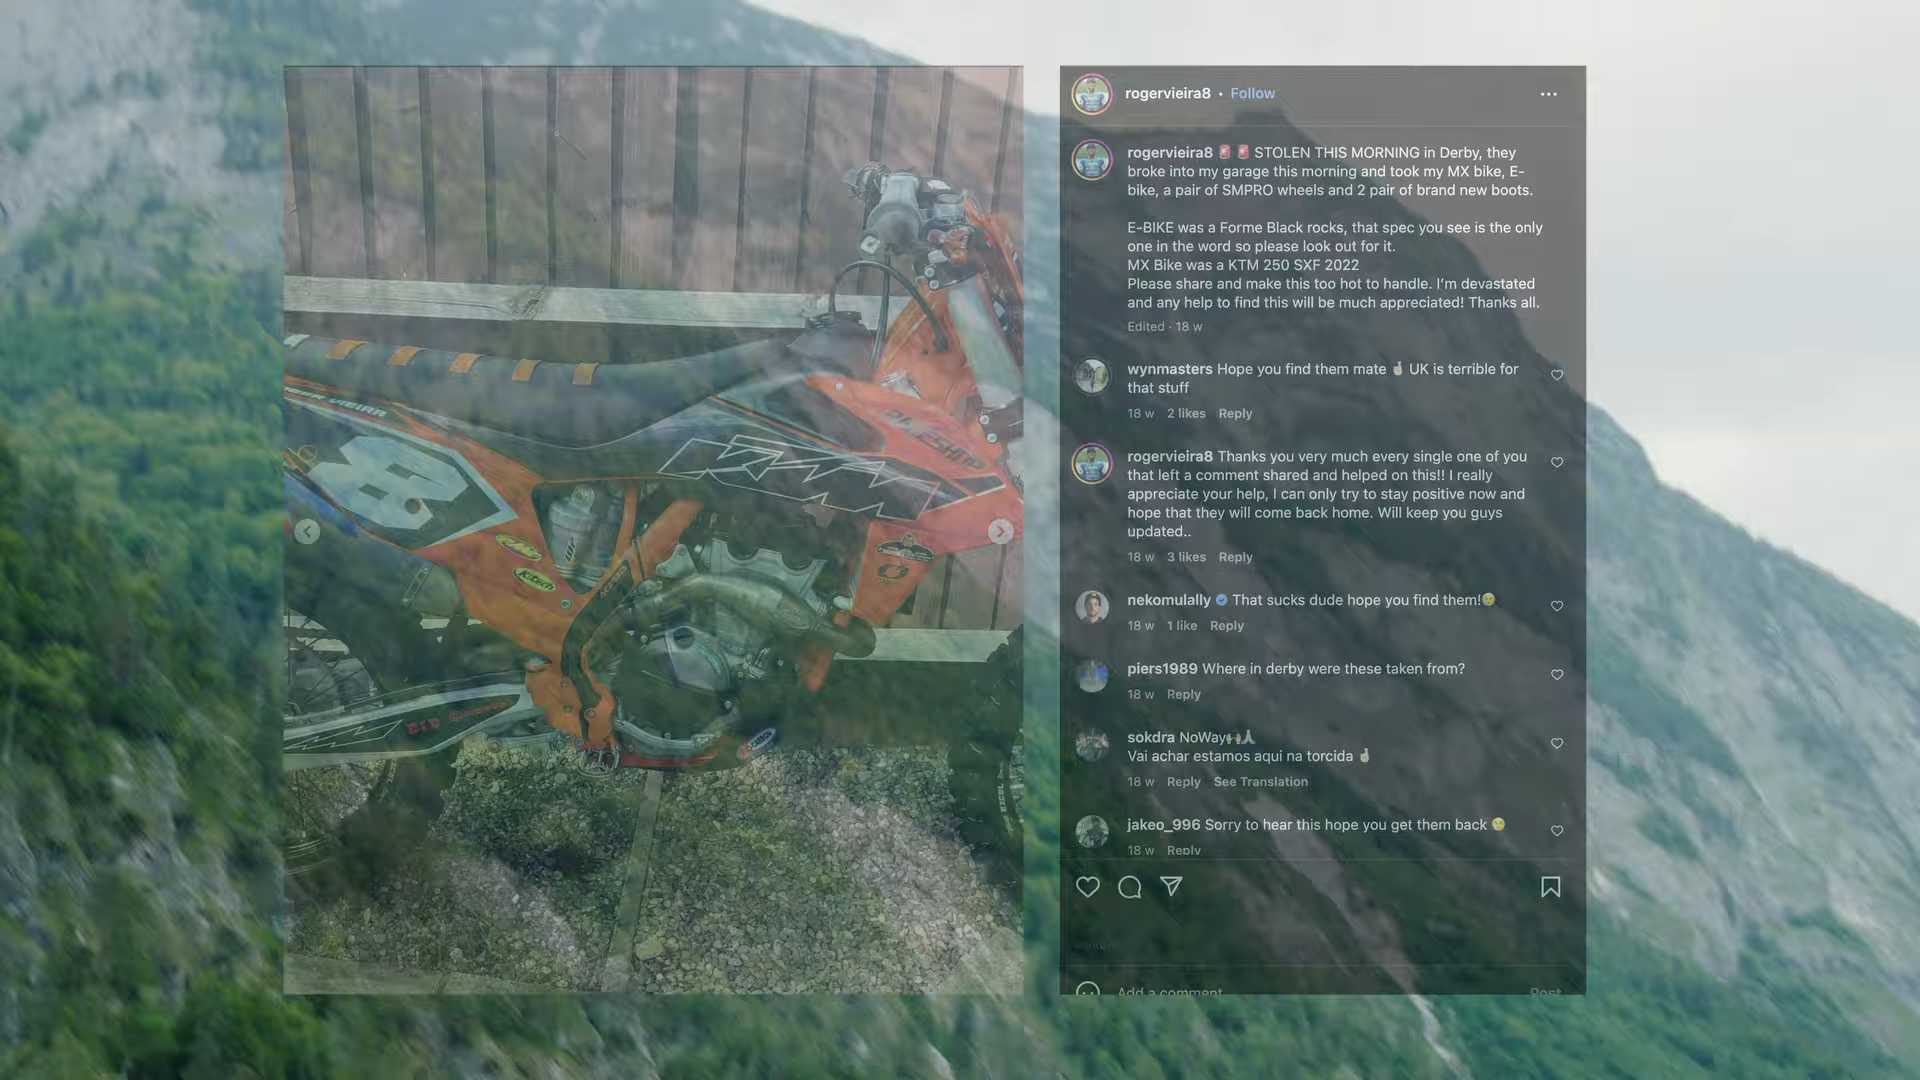 rogervieira8 • Follow
rogervieira8 🚨 🚨 STOLEN THIS MORNING in Derby, they
broke into my garage this morning and took my MX bike, E-
bike, a pair of SMPRO wheels and 2 pair of brand new boots.
E-BIKE was a Forme Black rocks, that spec you see is the only
one in the word so please look out for it.
MX Bike was a KTM 250 SXF 2022
Please share and make this too hot to handle. I'm devastated
and any help to find this will be much appreciated! Thanks all.
Edited · 18 w
wynmasters Hope you find them mate 🤞 UK is terrible for
that stuff
18 w 2 likes Reply
rogervieira8 Thanks you very much every single one of you
that left a comment shared and helped on this!! I really
appreciate your help, I can only try to stay positive now and
hope that they will come back home. Will keep you guys
updated..
18 w 3 likes Reply
nekomulally That sucks dude hope you find them!😢
18 w 1 like Reply
piers1989 Where in derby were these taken from?
18 w Reply
sokdra NoWay🙌🙏
Vai achar estamos aqui na torcida 🤞
18 w Reply See Translation
jakeo_996 Sorry to hear this hope you get them back 😢
18 w Reply
Add a comment
Post
VIEIRA
8
KTM
D.I.D
CARBON